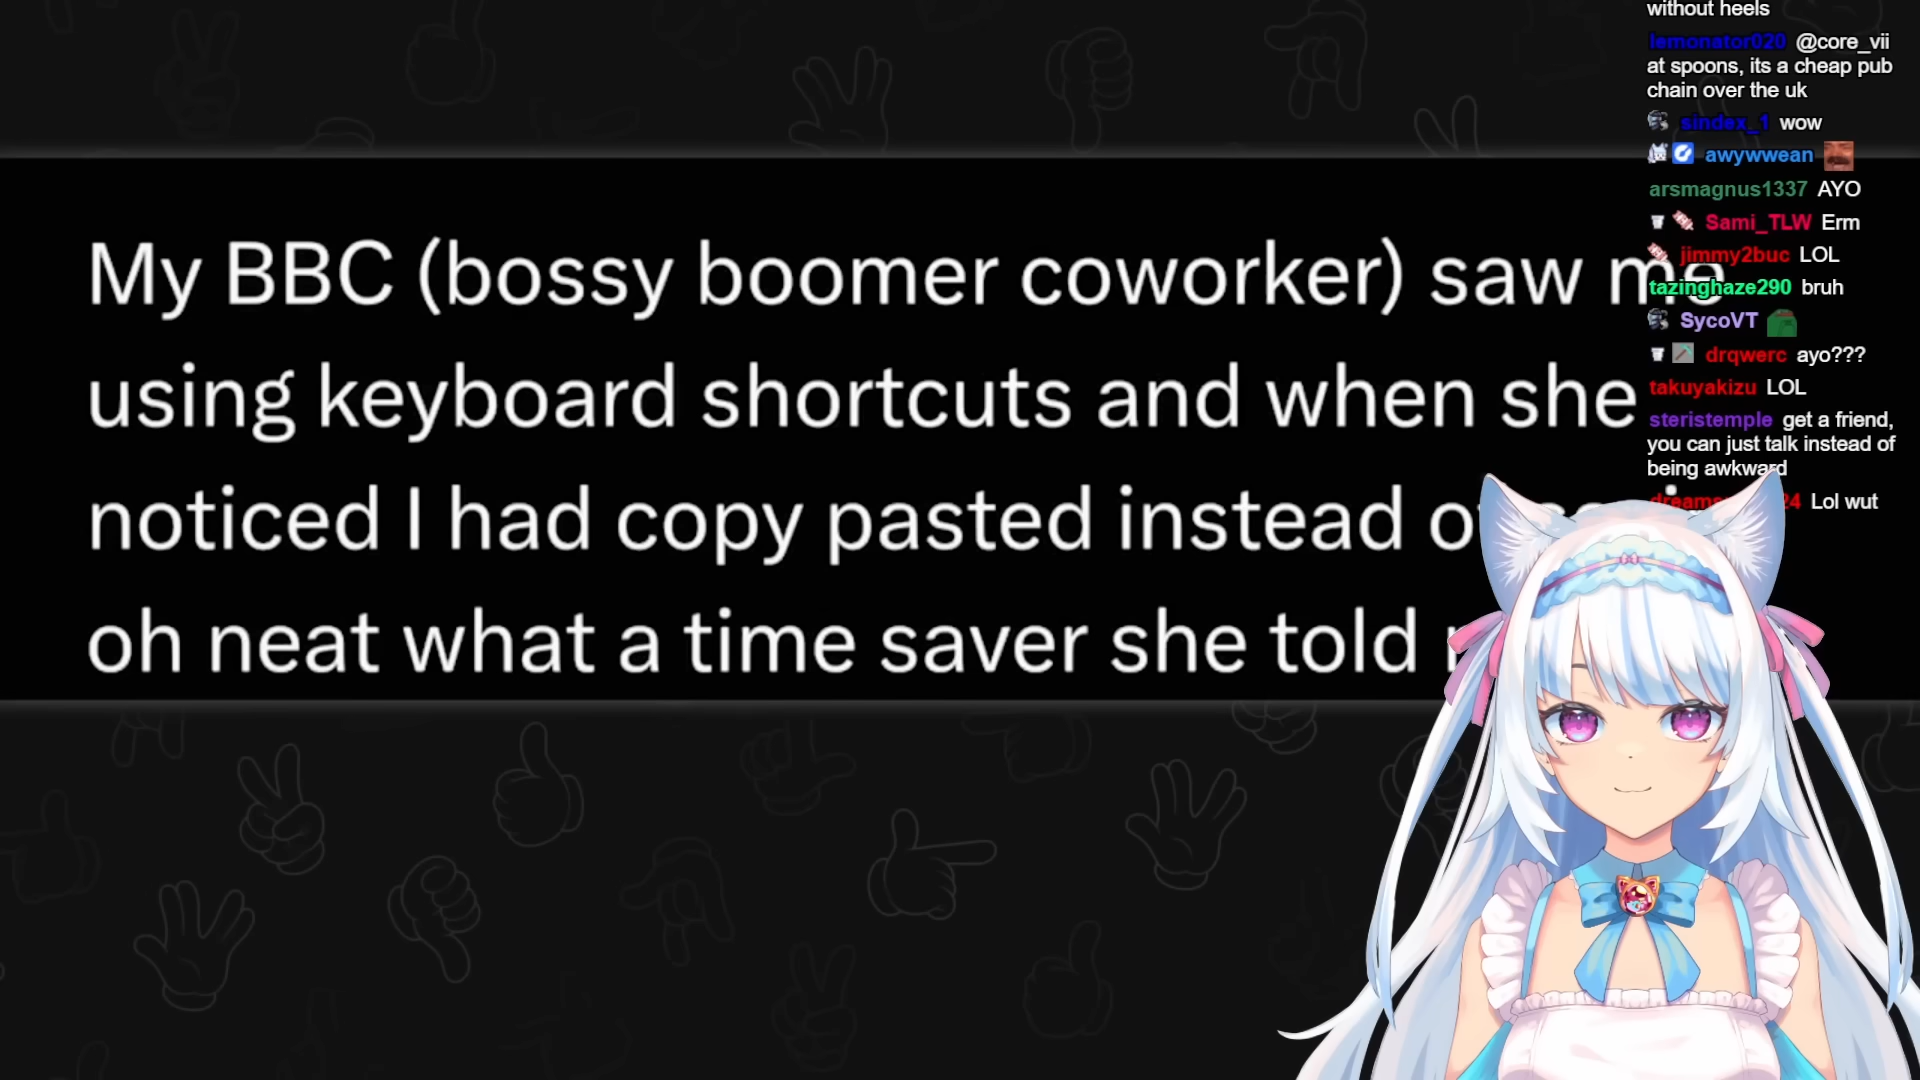 My BBC (bossy boomer coworker) saw me
using keyboard shortcuts and when she
noticed I had copy pasted instead
oh neat what a time saver she told
without heels
lemonator020 @core_vii
at spoons, its a cheap pub
chain over the uk
sindex_1 wow
awywwean
arsmagnus1337 AYO
Sami_TLW Erm
jimmy2buc LOL
tazinghaze290 bruh
SycoVT
drqwerc ayo???
takuyakizu LOL
steristemple get a friend,
you can just talk instead of
being awkward
Lol wut